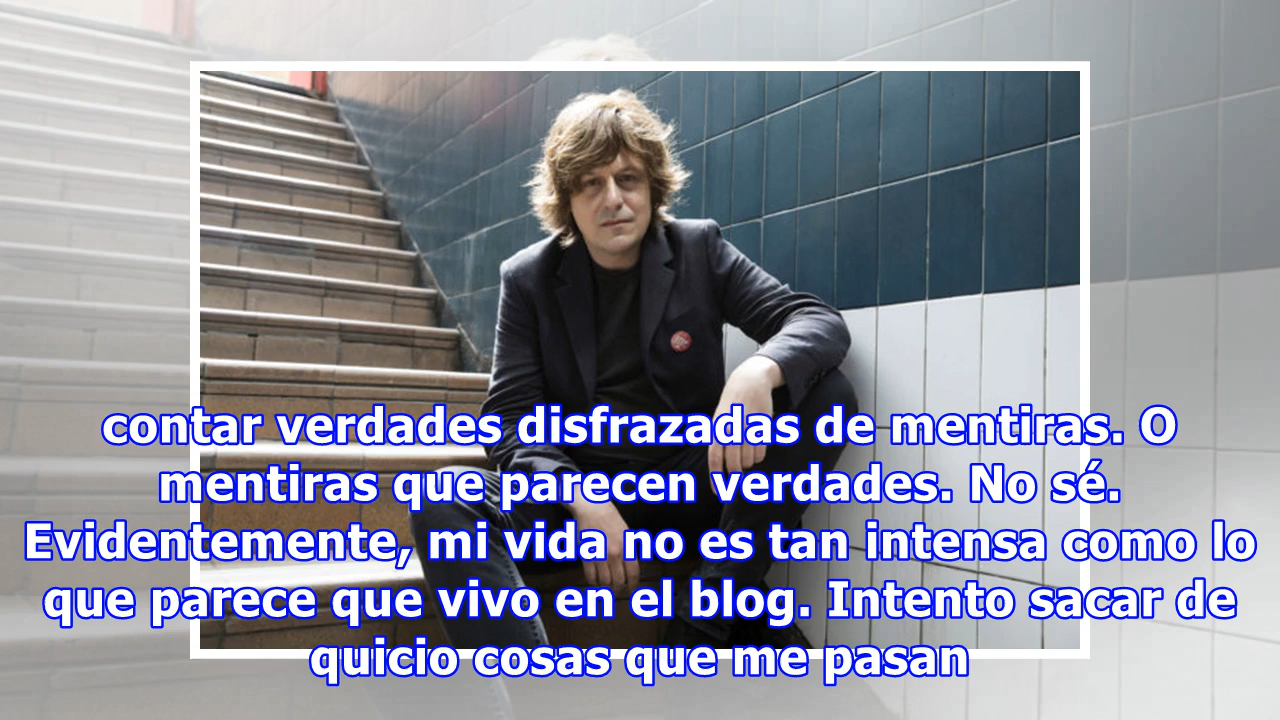 contar verdades disfrazadas de mentiras. O
mentiras que parecen verdades. No sé.
Evidentemente, mi vida no es tan intensa como lo
que parece que vivo en el blog. Intento sacar de
quicio cosas que me pasan